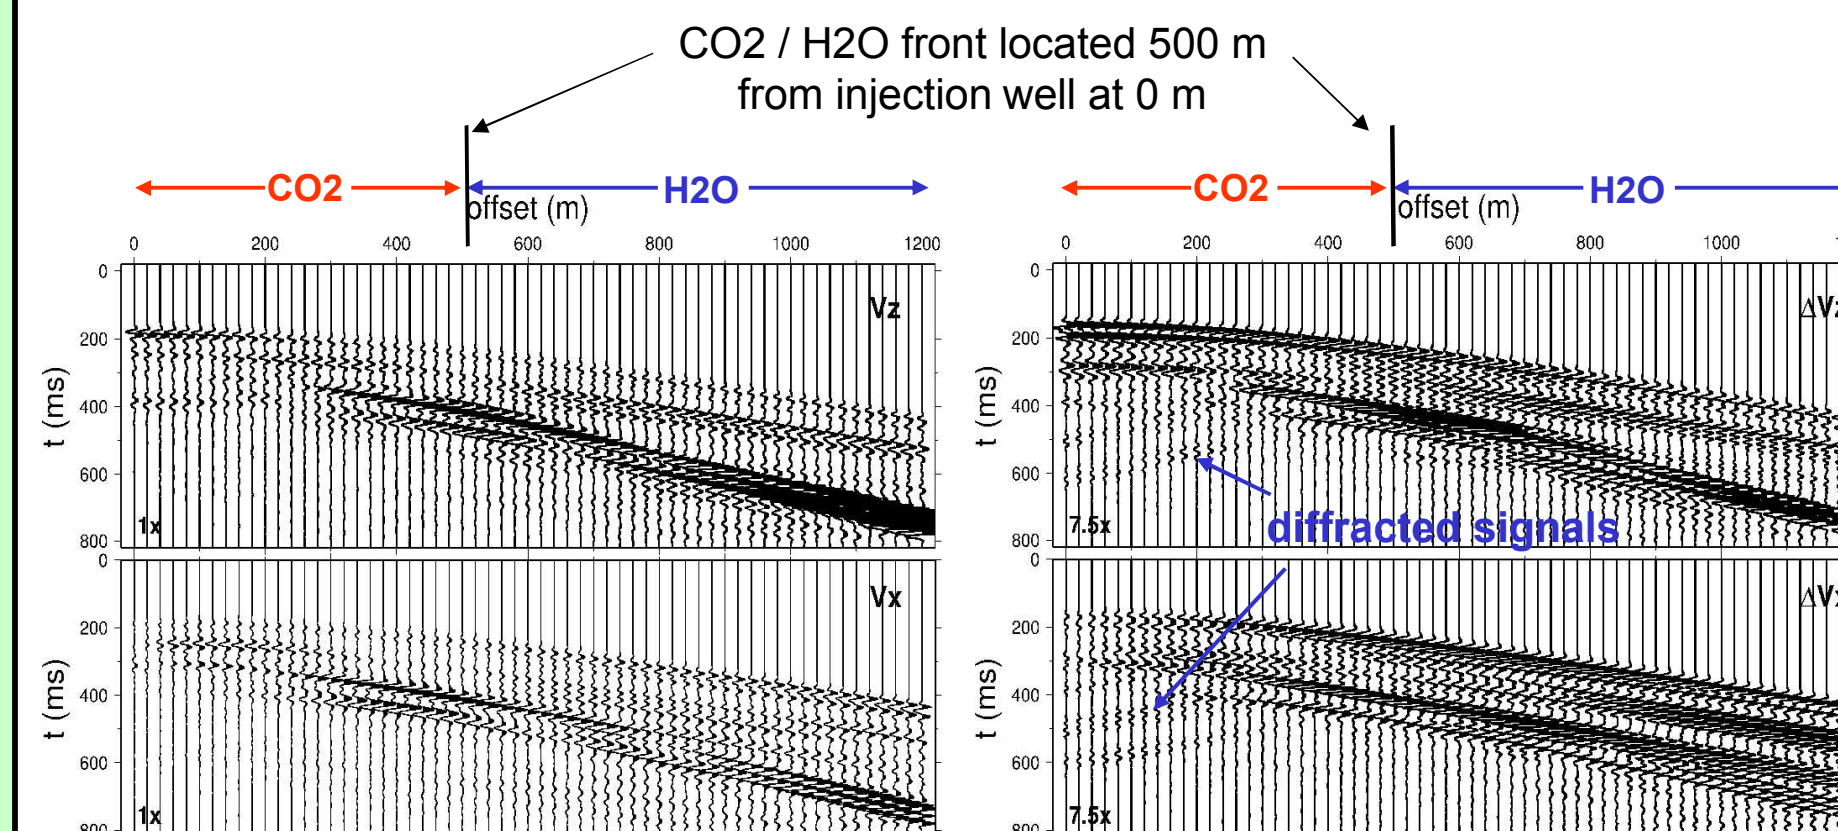 CO2 / H2O front located 500 m
from injection well at 0 m
CO2 H2O
offset (m)
0 200 400 600 800 1000 1200
0
200
400
600
800
t (ms)
Vz
1x
0
200
400
600
800
t (ms)
Vx
1x
CO2 H2O
offset (m)
0 200 400 600 800 1000
0
200
400
600
800
t (ms)
ΔVz
7.5x
diffracted signals
0
200
400
600
800
t (ms)
ΔVx
7.5x